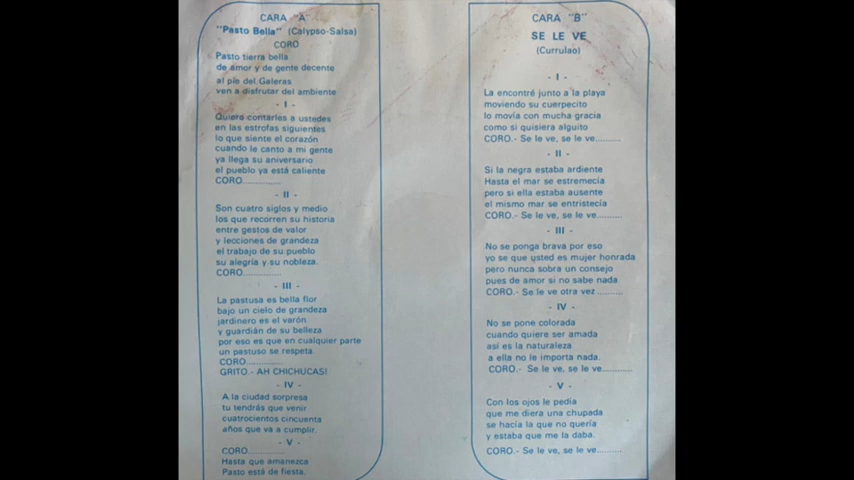 CARA "A"
"Pasto Bella" (Calypso-Salsa)
CORO
Pasto tierra bella
de amor y de gente decente
al pie del Galeras
ven a disfrutar del ambiente
- I -
Quiero contarles a ustedes
en las estrofas siguientes
lo que siente el corazón
cuando le canto a mi gente
ya llega su aniversario
el pueblo ya está caliente
CORO..............
- II -
Son cuatro siglos y medio
los que recorren su historia
entre gestos de valor
y lecciones de grandeza
el trabajo de su pueblo
su alegría y su nobleza.
CORO..............
- III -
La pastusa es bella flor
bajo un cielo de grandeza
jardinero es el varón
y guardián de su belleza
por eso es que en cualquier parte
un pastuso se respeta.
CORO..............
GRITO.- AH CHICHUCAS!
- IV -
A la ciudad sorpresa
tu tendrás que venir
cuatrocientos cincuenta
años que va a cumplir.
- V -
CORO..........
Hasta que amanezca
Pasto está de fiesta.
CARA "B"
SE LE VE
(Currulao)
- I -
La encontré junto a la playa
moviendo su cuerpecito
lo movía con mucha gracia
como si quisiera alguito
CORO.- Se le ve, se le ve..........
- II -
Si la negra estaba ardiente
Hasta el mar se estremecía
pero si ella estaba ausente
el mismo mar se entristecía
CORO.- Se le ve, se le ve..........
- III -
No se ponga brava por eso
yo se que usted es mujer honrada
pero nunca sobra un consejo
pues de amor si no sabe nada
CORO.- Se le ve otra vez..........
- IV -
No se pone colorada
cuando quiere ser amada
así es la naturaleza
a ella no le importa nada.
CORO.- Se le ve, se le ve............
- V -
Con los ojos le pedía
que me diera una chupada
se hacía la que no quería
y estaba que me la daba.
CORO.- Se le ve, se le ve..........